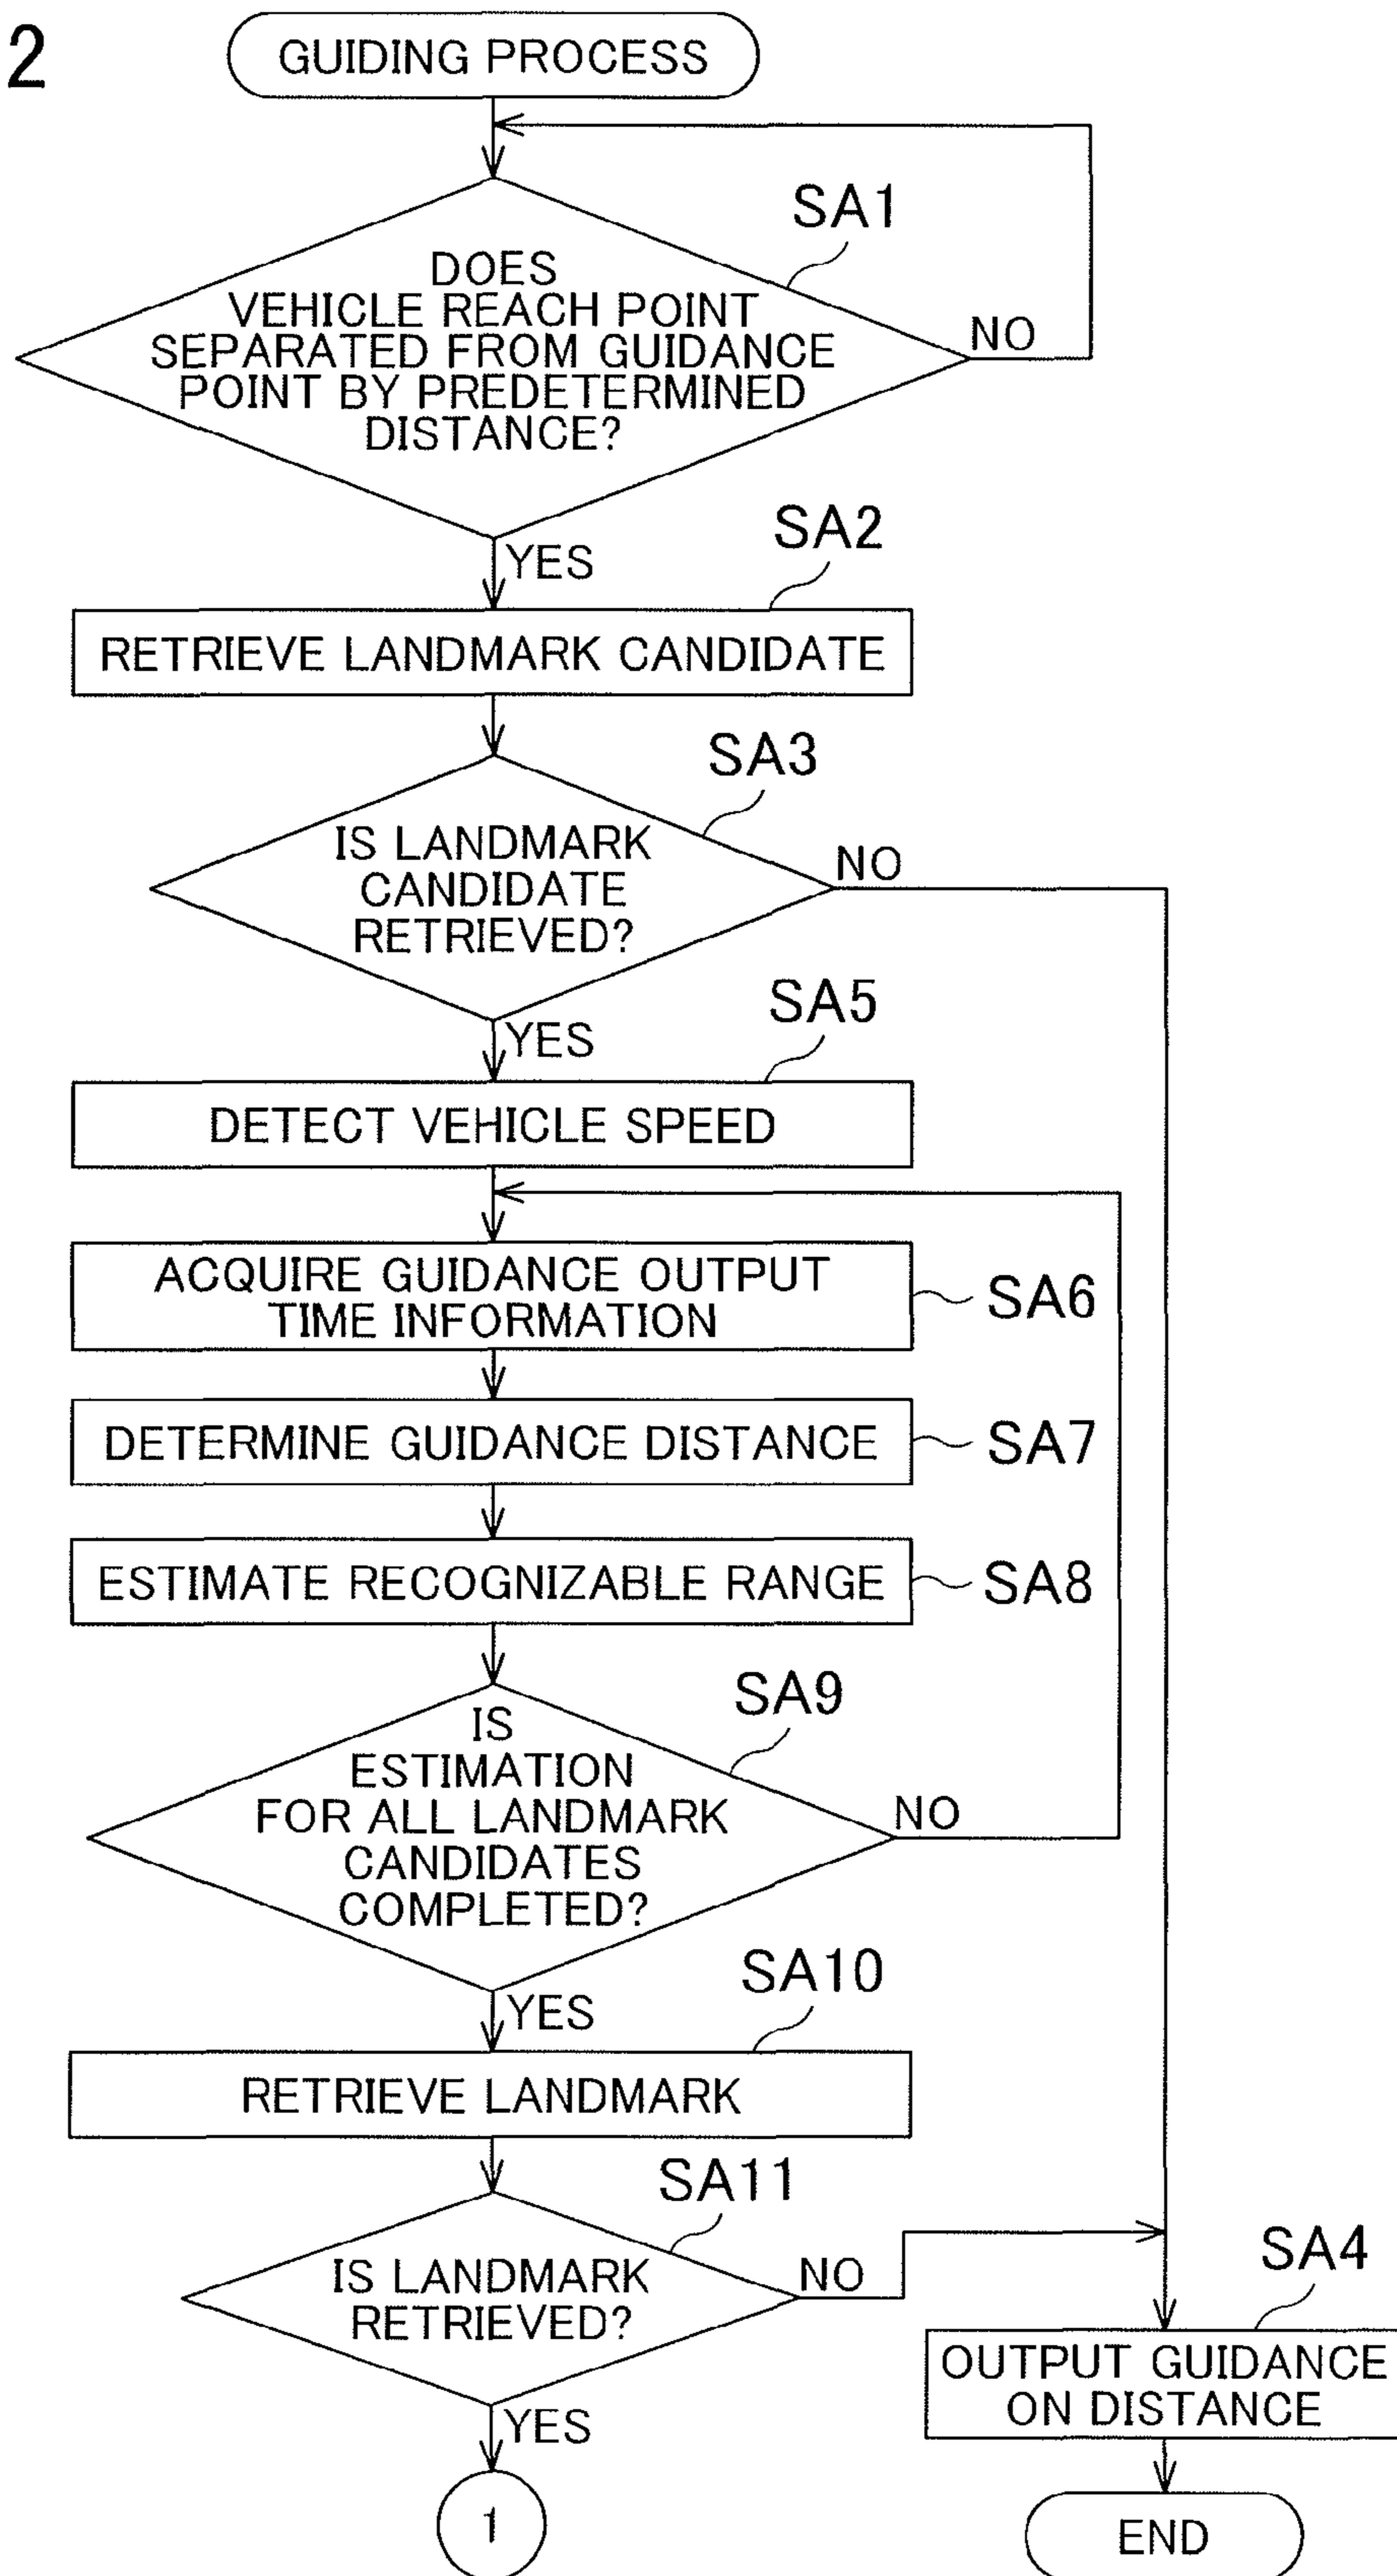 2
GUIDING PROCESS
SA1
DOES
VEHICLE REACH POINT
SEPARATED FROM GUIDANCE
POINT BY PREDETERMINED
DISTANCE?
NO
YES
SA2
RETRIEVE LANDMARK CANDIDATE
SA3
IS LANDMARK
CANDIDATE
RETRIEVED?
NO
YES
SA5
DETECT VEHICLE SPEED
ACQUIRE GUIDANCE OUTPUT
TIME INFORMATION
SA6
DETERMINE GUIDANCE DISTANCE
SA7
ESTIMATE RECOGNIZABLE RANGE
SA8
SA9
IS
ESTIMATION
FOR ALL LANDMARK
CANDIDATES
COMPLETED?
NO
YES
SA10
RETRIEVE LANDMARK
SA11
IS LANDMARK
RETRIEVED?
NO
YES
1
SA4
OUTPUT GUIDANCE
ON DISTANCE
END